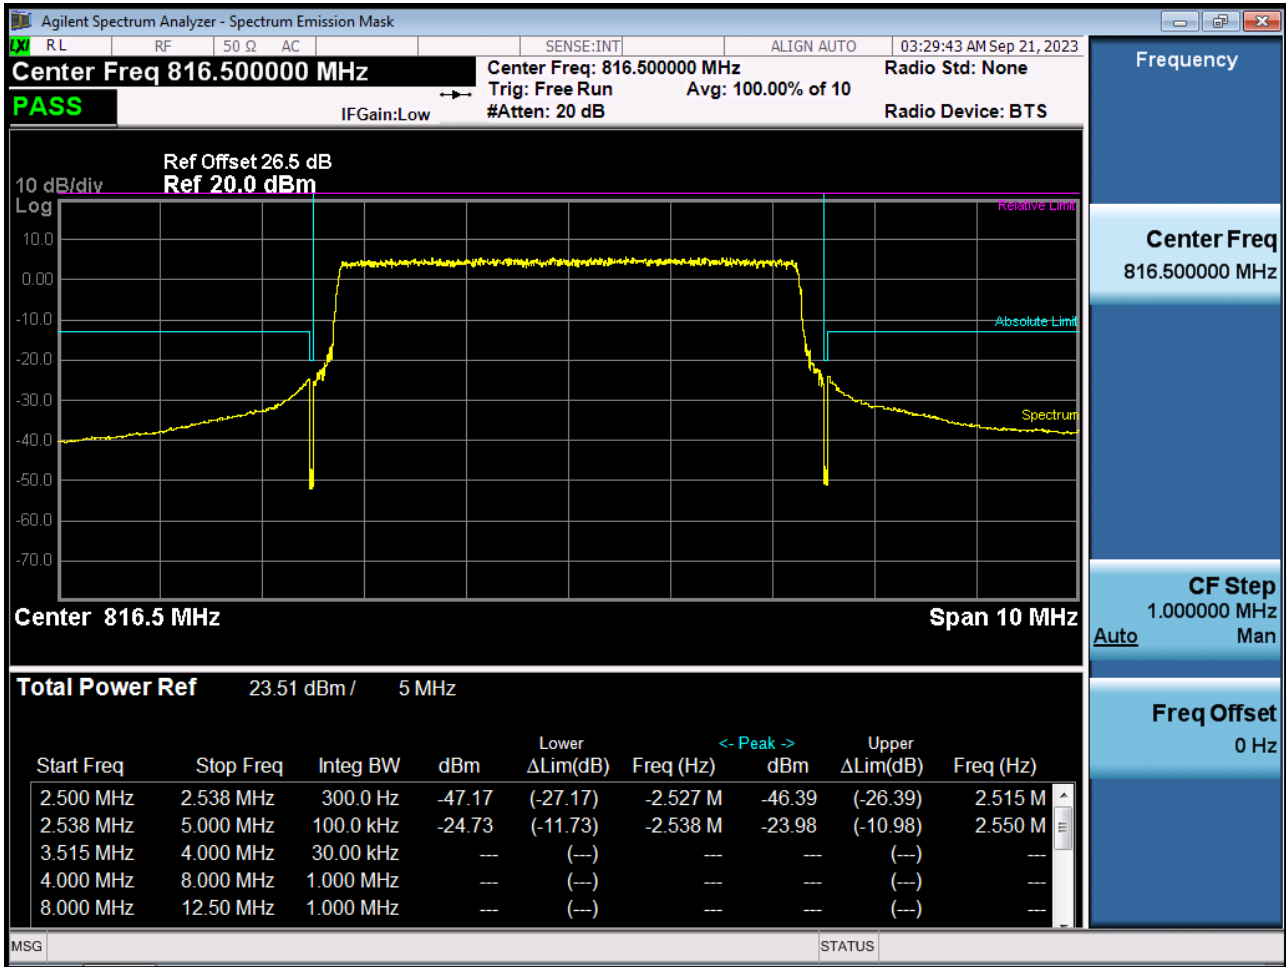 Agilent Spectrum Analyzer - Spectrum Emission Mask
LXI RL RF 50 Ω AC SENSE:INT ALIGN AUTO 03:29:43 AM Sep 21, 2023
Center Freq 816.500000 MHz
Center Freq: 816.500000 MHz
Radio Std: None
Trig: Free Run Avg: 100.00% of 10
PASS
IFGain:Low
#Atten: 20 dB
Radio Device: BTS
Ref Offset 26.5 dB
10 dB/div Ref 20.0 dBm
Log
Relative Limit
10.0
0.00
-10.0
Absolute Limit
-20.0
-30.0
Spectrum
-40.0
-50.0
-60.0
-70.0
Center 816.5 MHz Span 10 MHz
Total Power Ref 23.51 dBm / 5 MHz
Lower <- Peak -> Upper
Start Freq Stop Freq Integ BW dBm ΔLim(dB) Freq (Hz) dBm ΔLim(dB) Freq (Hz)
2.500 MHz 2.538 MHz 300.0 Hz -47.17 (-27.17) -2.527 M -46.39 (-26.39) 2.515 M
2.538 MHz 5.000 MHz 100.0 kHz -24.73 (-11.73) -2.538 M -23.98 (-10.98) 2.550 M
3.515 MHz 4.000 MHz 30.00 kHz --- (---) --- --- (---) ---
4.000 MHz 8.000 MHz 1.000 MHz --- (---) --- --- (---) ---
8.000 MHz 12.50 MHz 1.000 MHz --- (---) --- --- (---) ---
MSG STATUS
Frequency
Center Freq
816.500000 MHz
CF Step
1.000000 MHz
Auto Man
Freq Offset
0 Hz